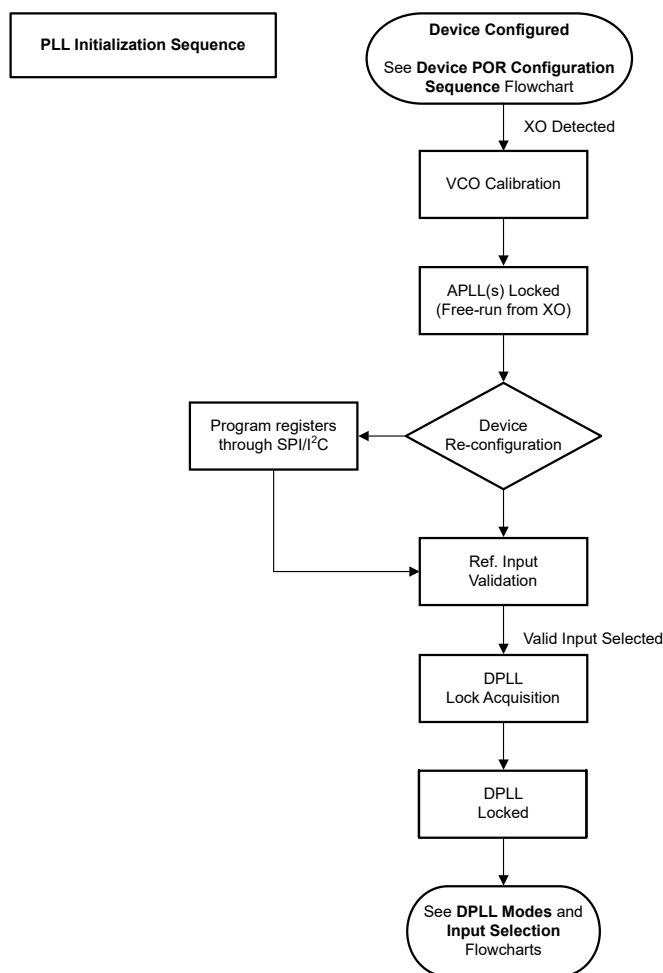 PLL Initialization Sequence
Device Configured
See Device POR Configuration
Sequence Flowchart
XO Detected
VCO Calibration
APLL(s) Locked
(Free-run from XO)
Device
Re-configuration
Program registers
through SPI/I²C
Ref. Input
Validation
Valid Input Selected
DPLL
Lock Acquisition
DPLL
Locked
See DPLL Modes and
Input Selection
Flowcharts